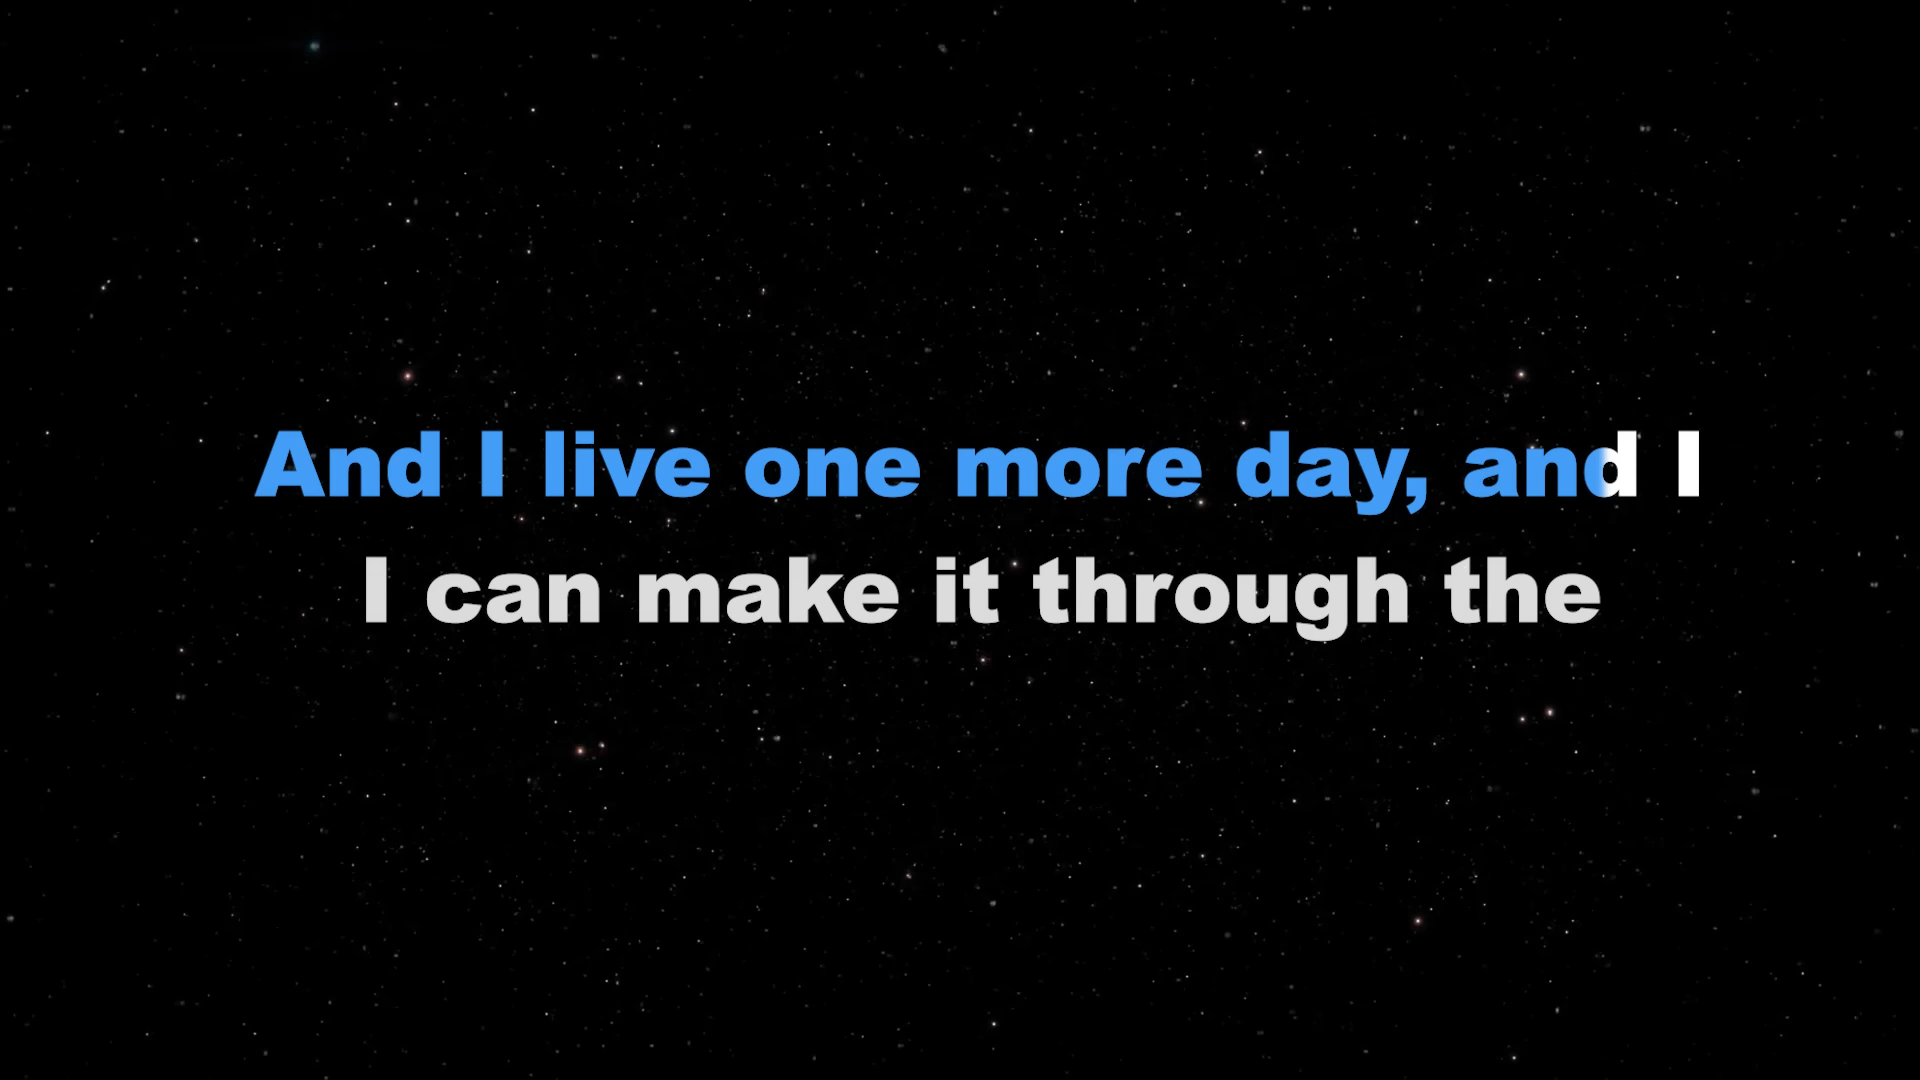 And I live one more day, and I
I can make it through the